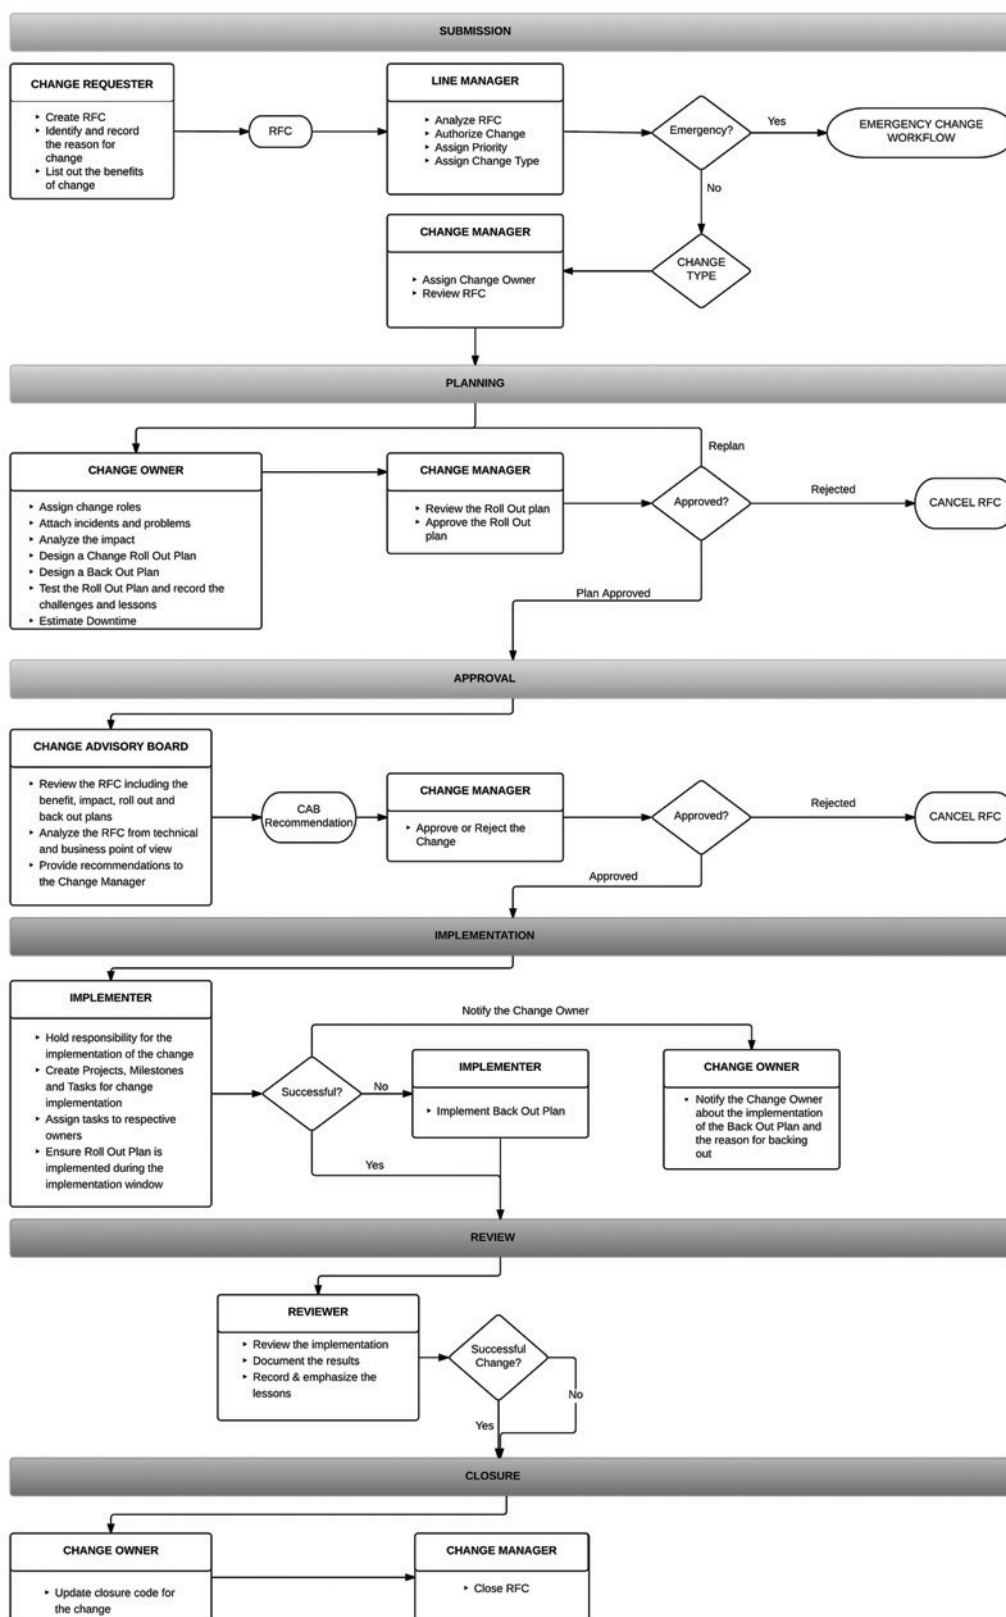 SUBMISSION
CHANGE REQUESTER
Create RFC
Identify and record
the reason for
change
List out the benefits
of change
RFC
LINE MANAGER
Analyze RFC
Authorize Change
Assign Priority
Assign Change Type
Emergency?
Yes
EMERGENCY CHANGE
WORKFLOW
No
CHANGE
TYPE
CHANGE MANAGER
Assign Change Owner
Review RFC
PLANNING
Replan
CHANGE OWNER
Assign change roles
Attach incidents and problems
Analyze the impact
Design a Change Roll Out Plan
Design a Back Out Plan
Test the Roll Out Plan and record the
challenges and lessons
Estimate Downtime
CHANGE MANAGER
Review the Roll Out plan
Approve the Roll Out
plan
Approved?
Rejected
CANCEL RFC
Plan Approved
APPROVAL
CHANGE ADVISORY BOARD
Review the RFC including the
benefit, impact, roll out and
back out plans
Analyze the RFC from technical
and business point of view
Provide recommendations to
the Change Manager
CAB
Recommendation
CHANGE MANAGER
Approve or Reject the
Change
Approved?
Rejected
CANCEL RFC
Approved
IMPLEMENTATION
IMPLEMENTER
Hold responsibility for the
implementation of the change
Create Projects, Milestones
and Tasks for change
implementation
Assign tasks to respective
owners
Ensure Roll Out Plan is
implemented during the
implementation window
Successful?
Notify the Change Owner
No
IMPLEMENTER
Implement Back Out Plan
CHANGE OWNER
Notify the Change Owner
about the implementation
of the Back Out Plan and
the reason for backing
out
Yes
REVIEW
REVIEWER
Review the implementation
Document the results
Record & emphasize the
lessons
Successful
Change?
No
Yes
CLOSURE
CHANGE OWNER
Update closure code for
the change
CHANGE MANAGER
Close RFC